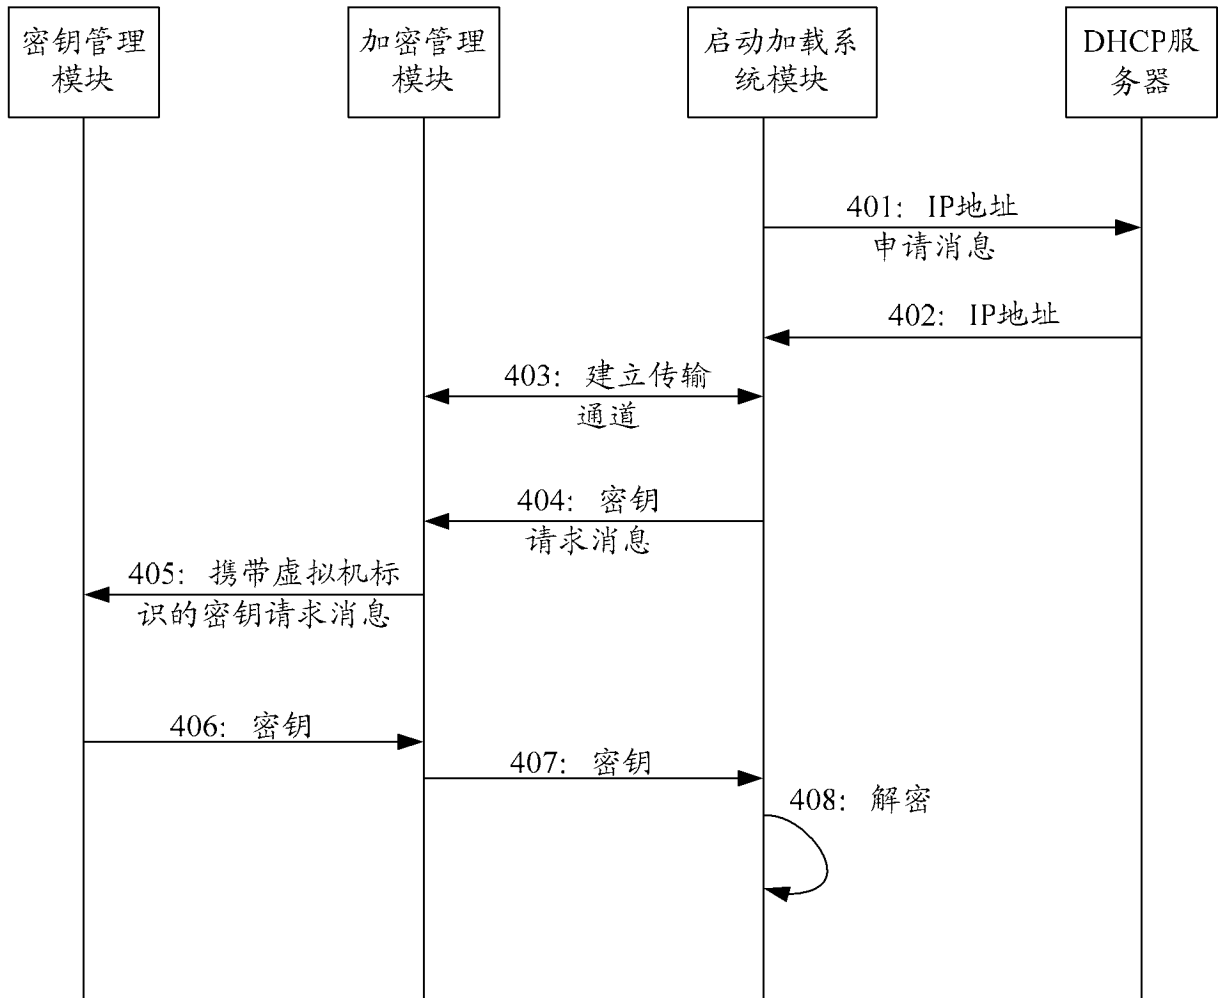 密钥管理
模块
加密管理
模块
启动加载系
统模块
DHCP服
务器
401: IP地址
申请消息
402: IP地址
403: 建立传输
通道
404: 密钥
请求消息
405: 携带虚拟机标
识的密钥请求消息
406: 密钥
407: 密钥
408: 解密